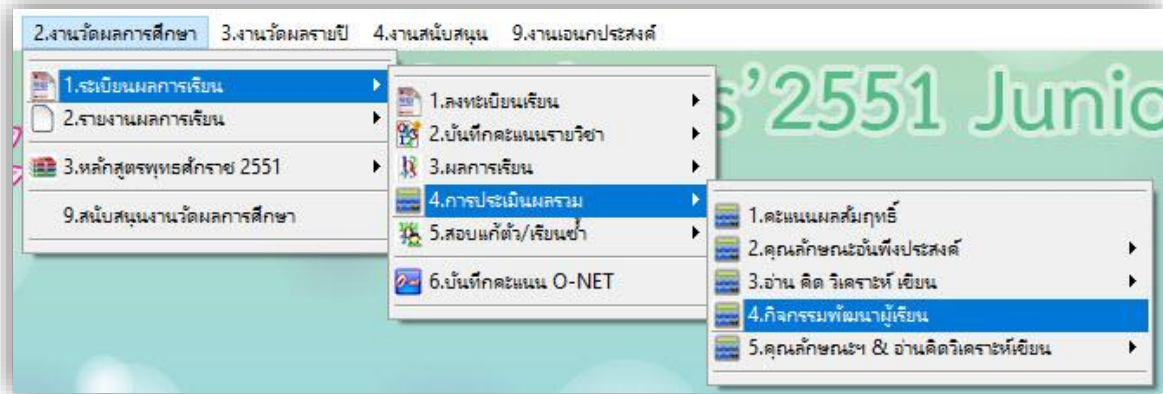 2.งานวัดผลการศึกษา 3.งานวัดผลรายปี 4.งานสนับสนุน 9.งานเอนกประสงค์
s’2551 Junio
1.ระเบียนผลการเรียน
2.รายงานผลการเรียน
3.หลักสูตรพุทธศักราช 2551
9.สนับสนุนงานวัดผลการศึกษา
1.ลงทะเบียนเรียน
2.บันทึกคะแนนรายวิชา
3.ผลการเรียน
4.การประเมินผลรวม
5.สอบแก้ตัว/เรียนซ้ำ
6.บันทึกคะแนน O-NET
1.คะแนนผลสัมฤทธิ์
2.คุณลักษณะอันพึงประสงค์
3.อ่าน คิด วิเคราะห์ เขียน
4.กิจกรรมพัฒนาผู้เรียน
5.คุณลักษณะฯ & อ่านคิดวิเคราะห์เขียน